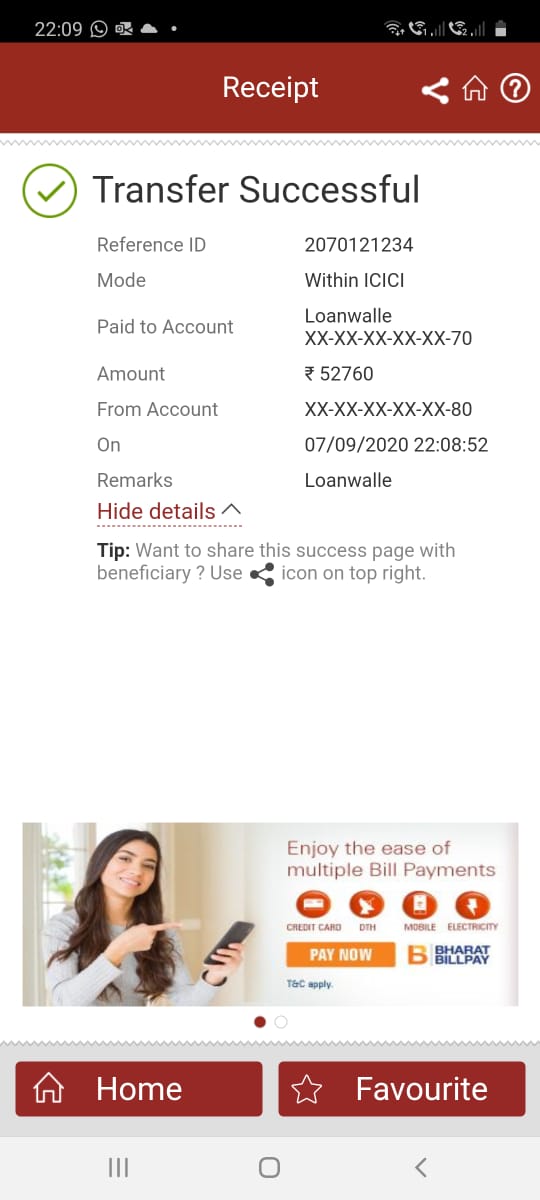 22:09
Receipt
Transfer Successful
Reference ID 2070121234
Mode Within ICICI
Paid to Account Loanwalle
XX-XX-XX-XX-XX-70
Amount ₹ 52760
From Account XX-XX-XX-XX-XX-80
On 07/09/2020 22:08:52
Remarks Loanwalle
Hide details
Tip: Want to share this success page with
beneficiary ? Use icon on top right.
Enjoy the ease of
multiple Bill Payments
CREDIT CARD DTH MOBILE ELECTRICITY
PAY NOW B BHARAT
BILLPAY
T&C apply.
Home Favourite